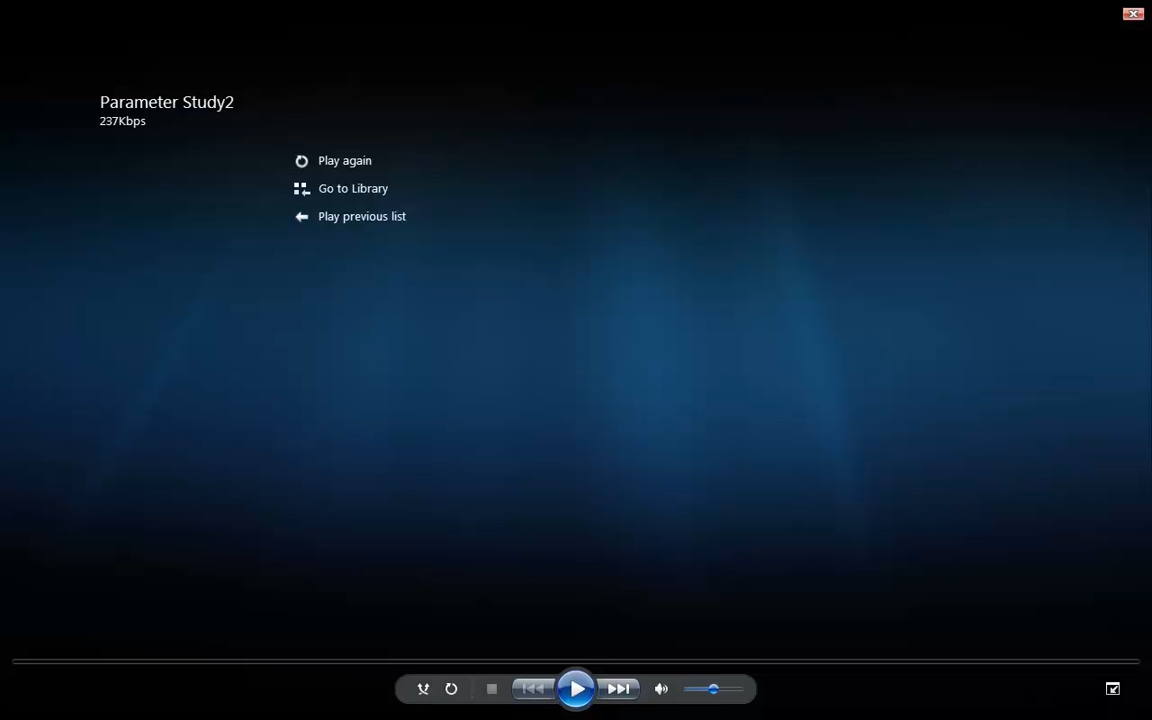 Parameter Study2
237Kbps
Play again
Go to Library
Play previous list